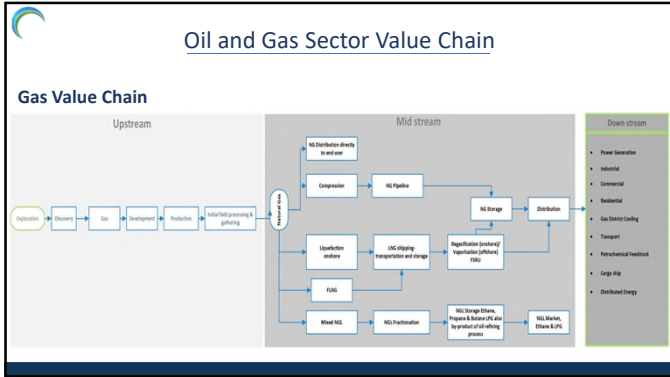 Oil and Gas Sector Value Chain
Gas Value Chain
Upstream
Exploration
Discovery
Gas
Development
Production
Initial field processing &
gathering
Mid stream
Natural Gas
NG Distribution directly
to end user
Compression
NG Pipeline
NG Storage
Distribution
Liquefection
onshore
LNG shipping-
transportation and storage
Regasification (onshore)/
Vaporisation (offshore)
FSRU
FLNG
Mixed NGL
NGL Fractionation
NGL Storage Ethane,
Propane & Butane LPG also
by-product of oil refining
process
NGL Market,
Ethane & LPG
Down stream
• Power Generation
• Industrial
• Commercial
• Residential
• Gas District Cooling
• Transport
• Petrochemical Feedstock
• Cargo ship
• Distributed Energy